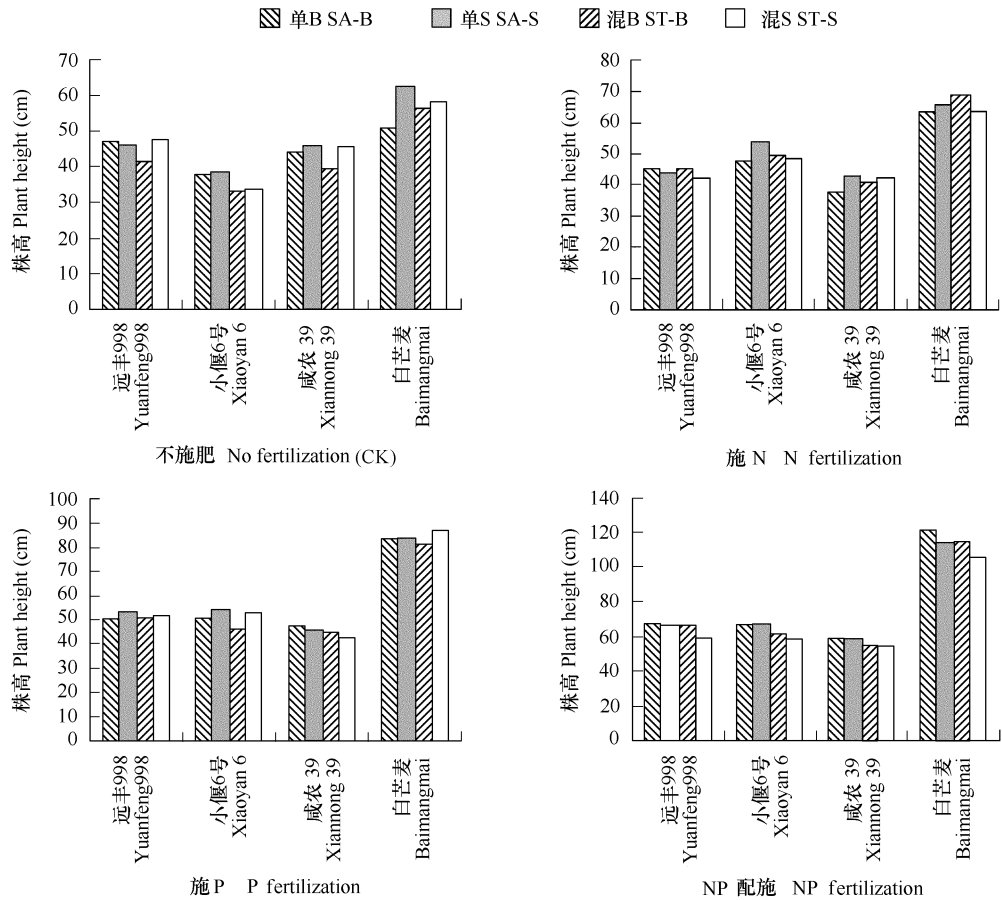 单B SA-B 单S SA-S 混B ST-B 混S ST-S
株高 Plant height (cm)
70
60
50
40
30
20
10
0
远丰998
Yuanfeng998
小偃6号
Xiaoyan 6
咸农 39
Xiannong 39
白芒麦
Baimangmai
不施肥 No fertilization (CK)
株高 Plant height (cm)
80
70
60
50
40
30
20
10
0
远丰998
Yuanfeng998
小偃6号
Xiaoyan 6
咸农 39
Xiannong 39
白芒麦
Baimangmai
施 N N fertilization
株高 Plant height (cm)
100
90
80
70
60
50
40
30
20
10
0
远丰998
Yuanfeng998
小偃6号
Xiaoyan 6
咸农 39
Xiannong 39
白芒麦
Baimangmai
施 P P fertilization
株高 Plant height (cm)
140
120
100
80
60
40
20
0
远丰998
Yuanfeng998
小偃6号
Xiaoyan 6
咸农 39
Xiannong 39
白芒麦
Baimangmai
NP 配施 NP fertilization